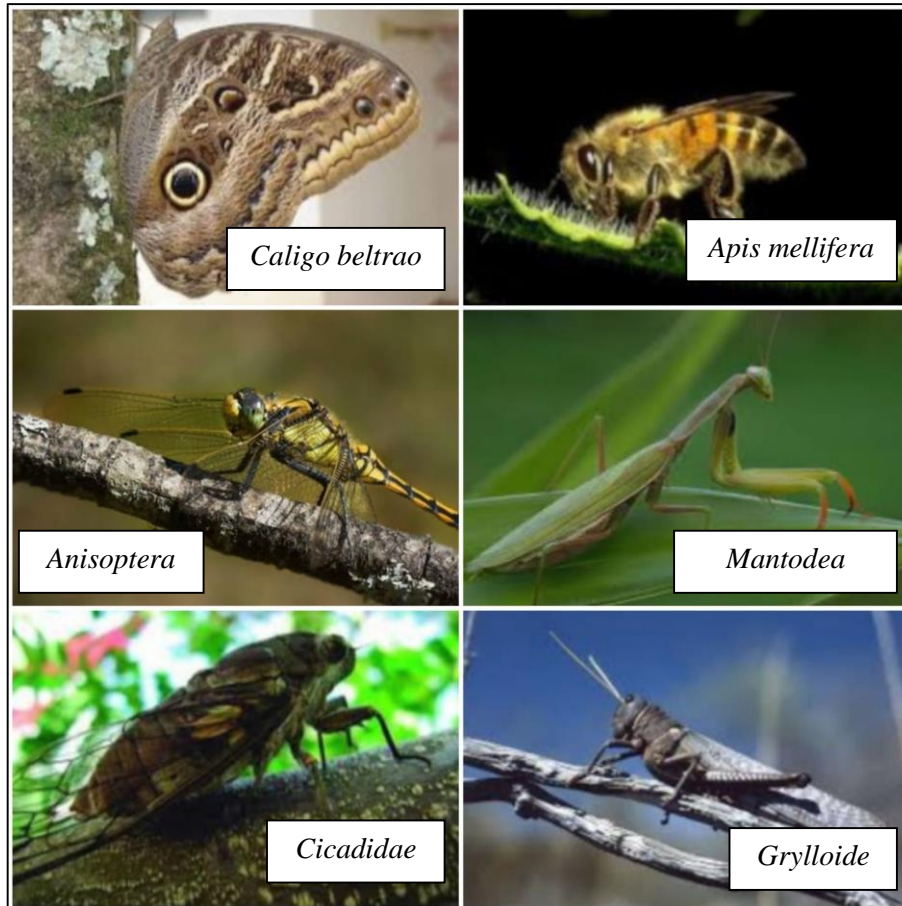 Caligo beltrao
Apis mellifera
Anisoptera
Mantodea
Cicadidae
Grylloide